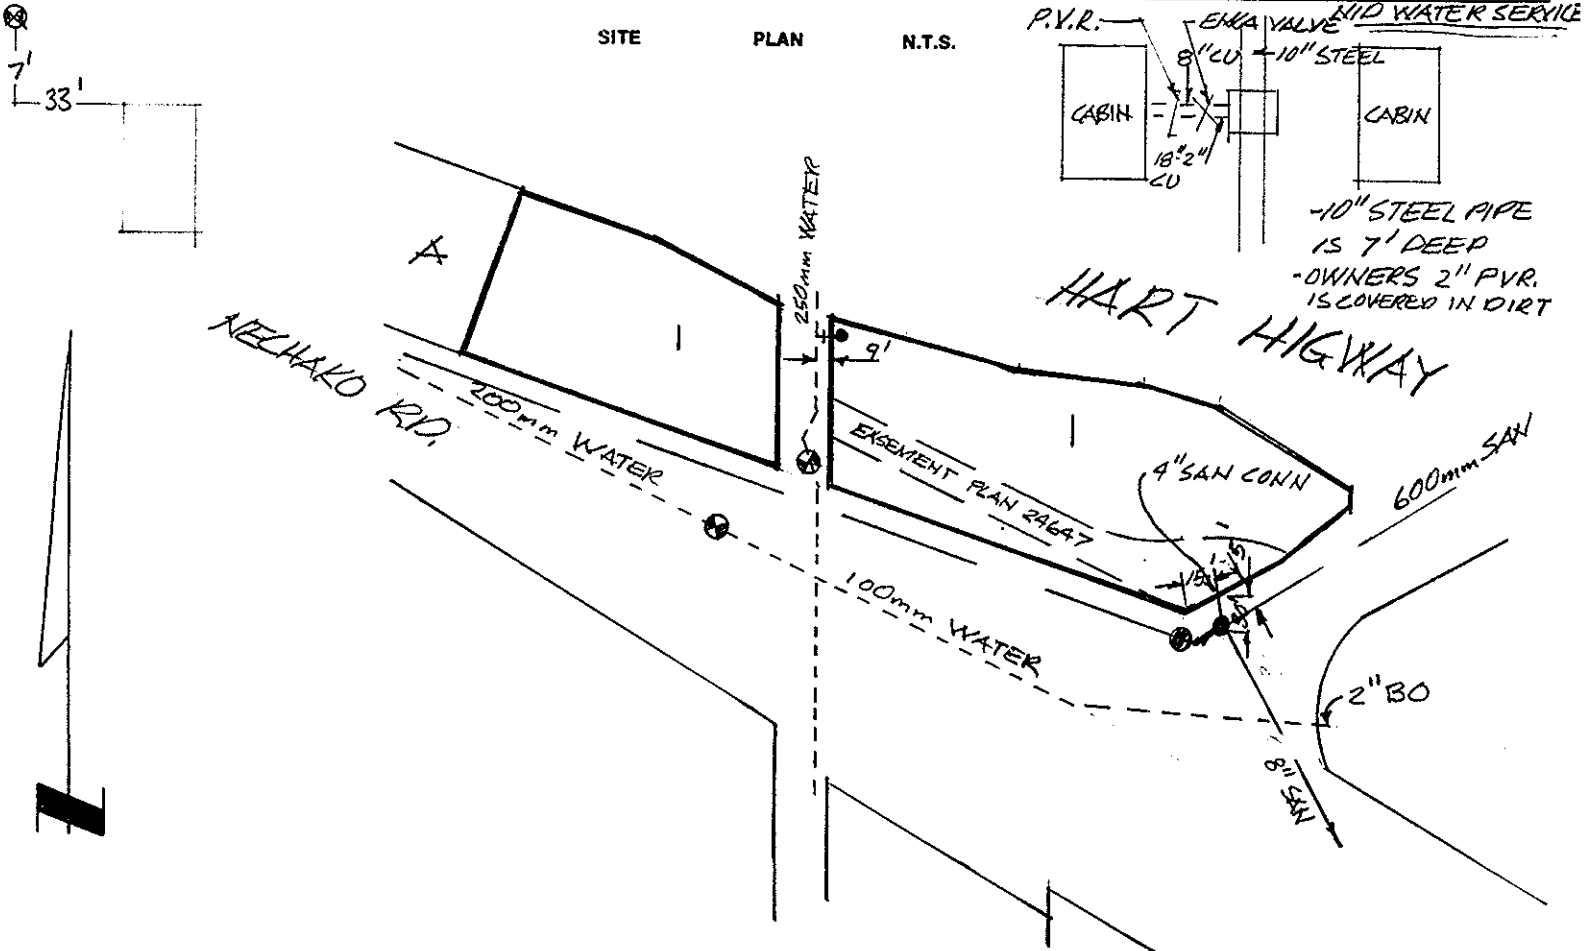 SITE PLAN N.T.S.
7'
33'
P.V.R.
VALVE
WATER SERVICE
8" CU
10" STEEL
CABIN
CABIN
18" 2"
CU
-10" STEEL PIPE
IS 7' DEEP
-OWNERS 2" PVR.
IS COVERED IN DIRT
HART HIGWAY
250mm WATER
A
1
9'
NECHAKO RD.
200mm WATER
EASEMENT PLAN 24647
1
4" SAN CONN
600mm SAN
15'
100mm WATER
2" BO
8" SAN